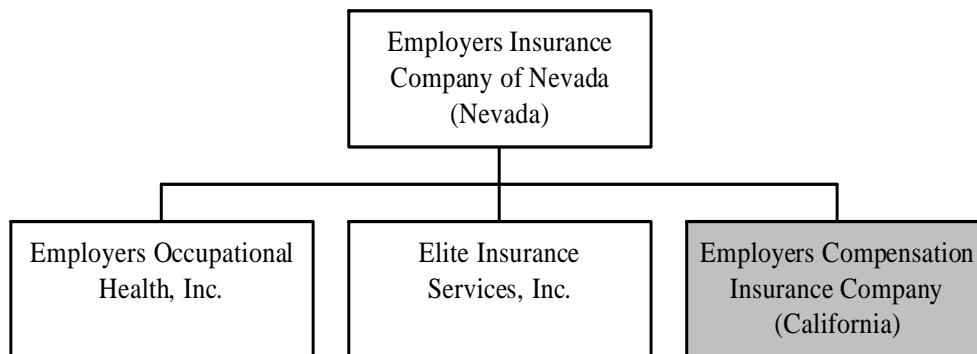 Employers Insurance
Company of Nevada
(Nevada)
Employers Occupational
Health, Inc.
Elite Insurance
Services, Inc.
Employers Compensation
Insurance Company
(California)